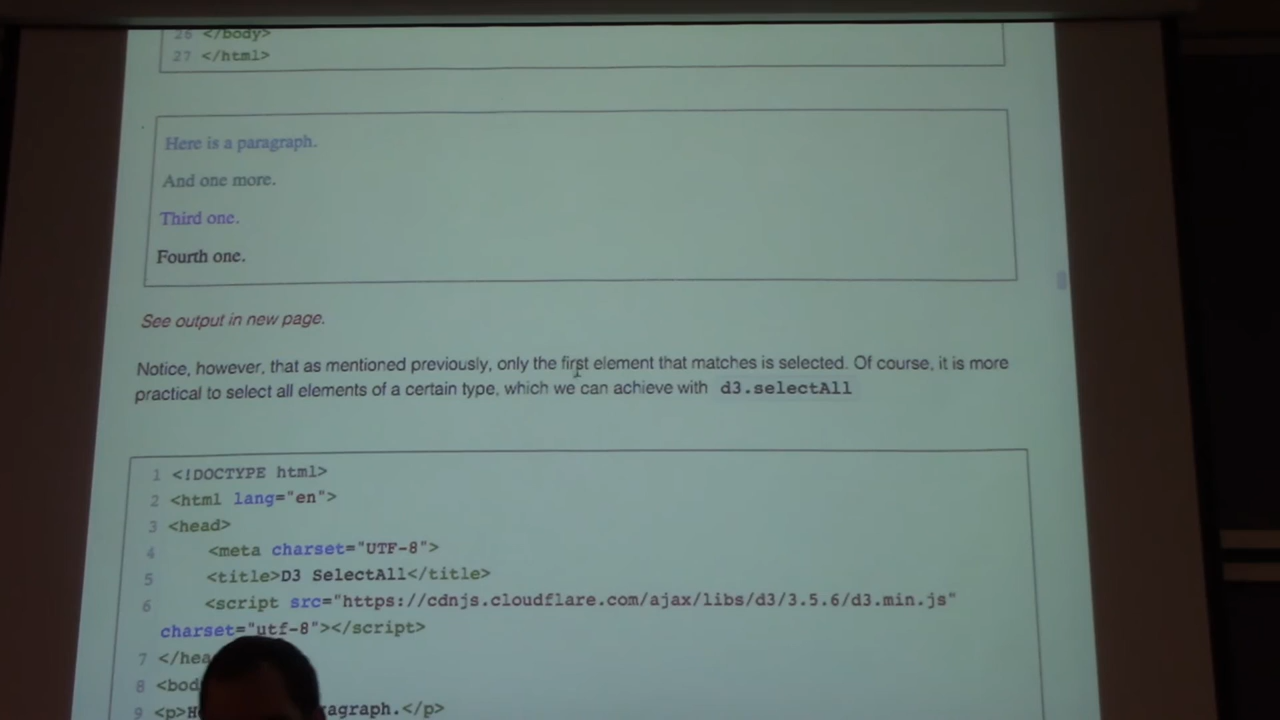 26 </body>
27 </html>
Here is a paragraph.
And one more.
Third one.
Fourth one.
See output in new page.
Notice, however, that as mentioned previously, only the first element that matches is selected. Of course, it is more
practical to select all elements of a certain type, which we can achieve with d3.selectAll
1 <!DOCTYPE html>
2 <html lang="en">
3 <head>
4 <meta charset="UTF-8">
5 <title>D3 SelectAll</title>
6 <script src="https://cdnjs.cloudflare.com/ajax/libs/d3/3.5.6/d3.min.js"
charset="utf-8"></script>
7 </hea
8 <bod
9 <p>H agraph.</p>